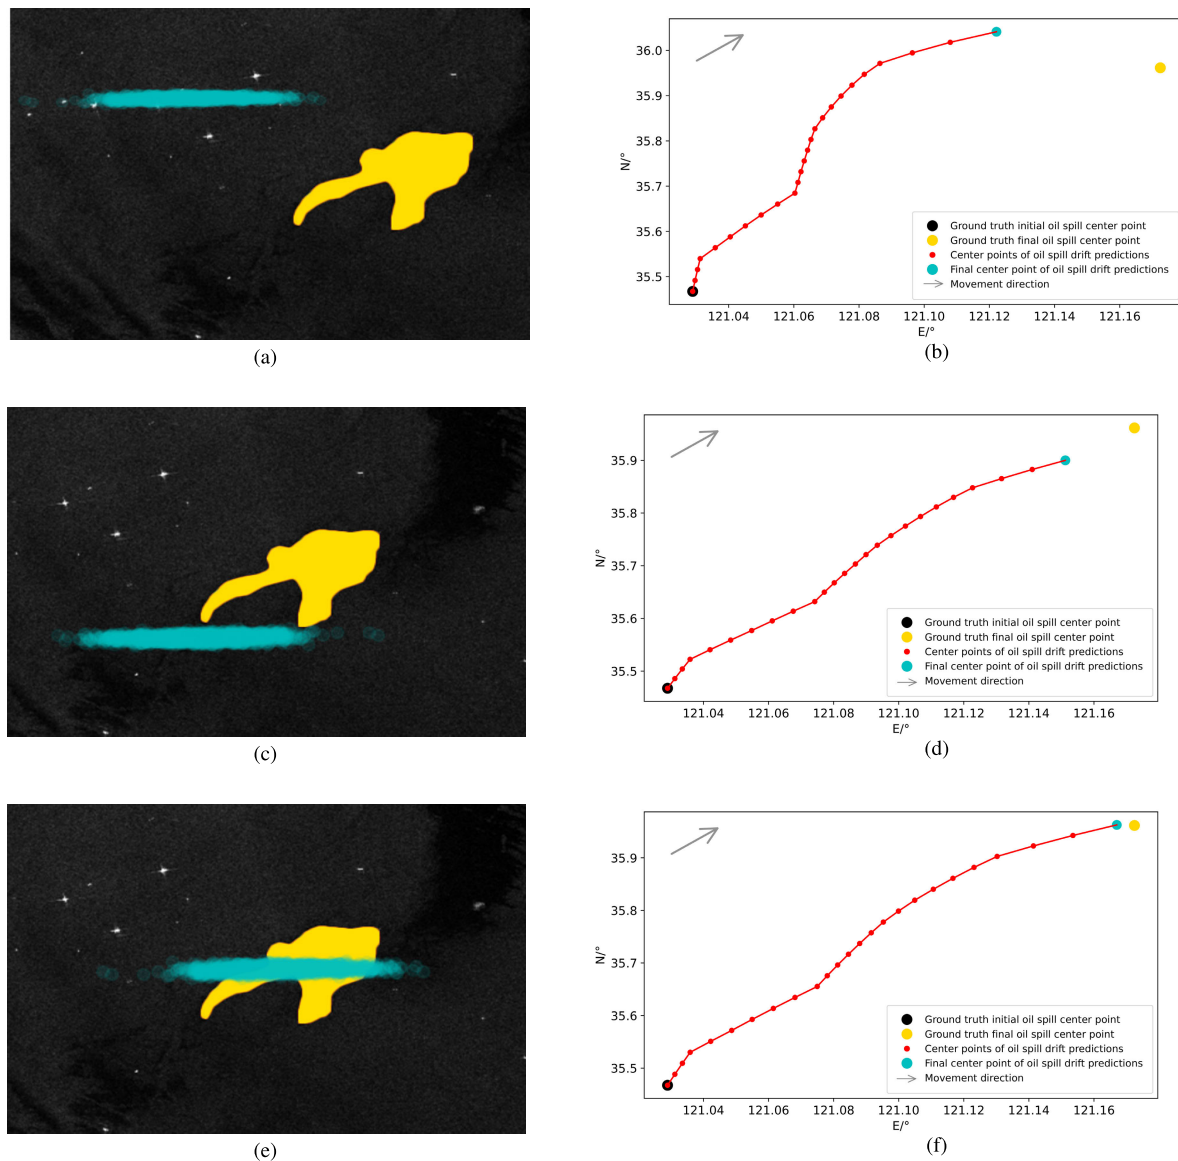 (a)
36.0
35.9
35.8
35.7
35.6
35.5
N/°
Ground truth initial oil spill center point
Ground truth final oil spill center point
Center points of oil spill drift predictions
Final center point of oil spill drift predictions
Movement direction
121.04 121.06 121.08 121.10 121.12 121.14 121.16
E/°
(b)
(c)
35.9
35.8
35.7
35.6
35.5
N/°
Ground truth initial oil spill center point
Ground truth final oil spill center point
Center points of oil spill drift predictions
Final center point of oil spill drift predictions
Movement direction
121.04 121.06 121.08 121.10 121.12 121.14 121.16
E/°
(d)
(e)
35.9
35.8
35.7
35.6
35.5
N/°
Ground truth initial oil spill center point
Ground truth final oil spill center point
Center points of oil spill drift predictions
Final center point of oil spill drift predictions
Movement direction
121.04 121.06 121.08 121.10 121.12 121.14 121.16
E/°
(f)